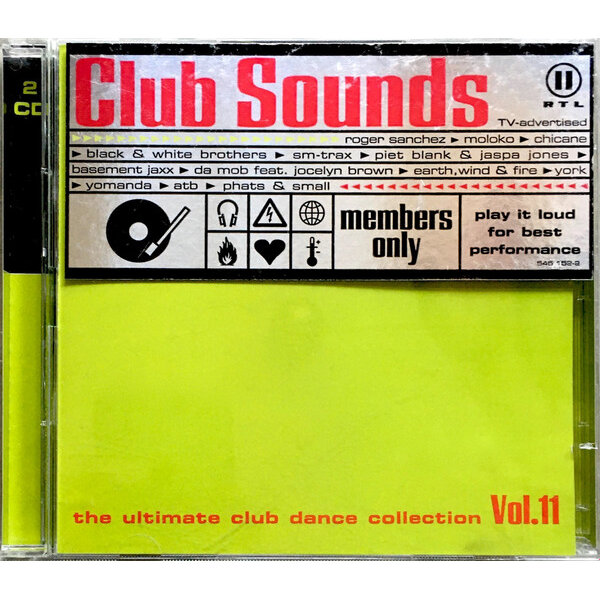 2
CD
Club Sounds
II
RTL
TV-advertised
roger sanchez ▸ moloko ▸ chicane
▸ black & white brothers ▸ sm-trax ▸ piet blank & jaspa jones ▸
basement jaxx ▸ da mob feat. jocelyn brown ▸ earth,wind & fire ▸ york
▸ yomanda ▸ atb ▸ phats & small
members
only
play it loud
for best
performance
545 152-2
the ultimate club dance collection Vol.11